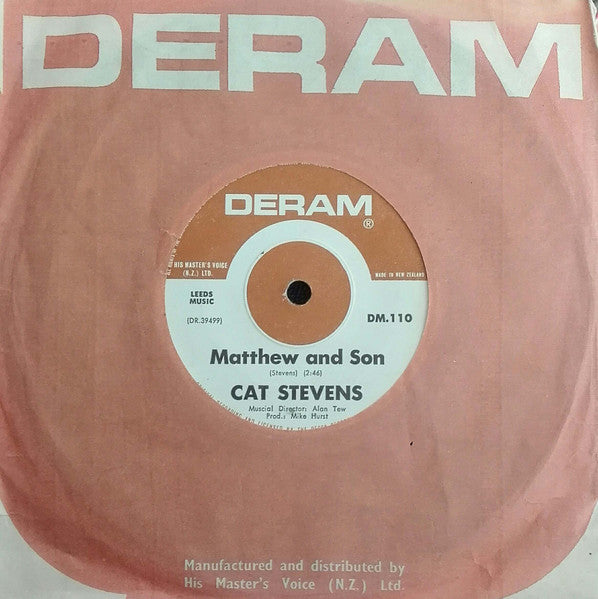 DERAM
DERAM ®
HIS MASTER'S VOICE
(N.Z.) LTD.
MADE IN NEW ZEALAND
LEEDS
MUSIC
(DR.39499)
DM.110
Matthew and Son
(Stevens) (2:46)
CAT STEVENS
Muscial Director: Alan Tew
Prod.: Mike Hurst
Manufactured and distributed by
His Master's Voice (N.Z.) Ltd.